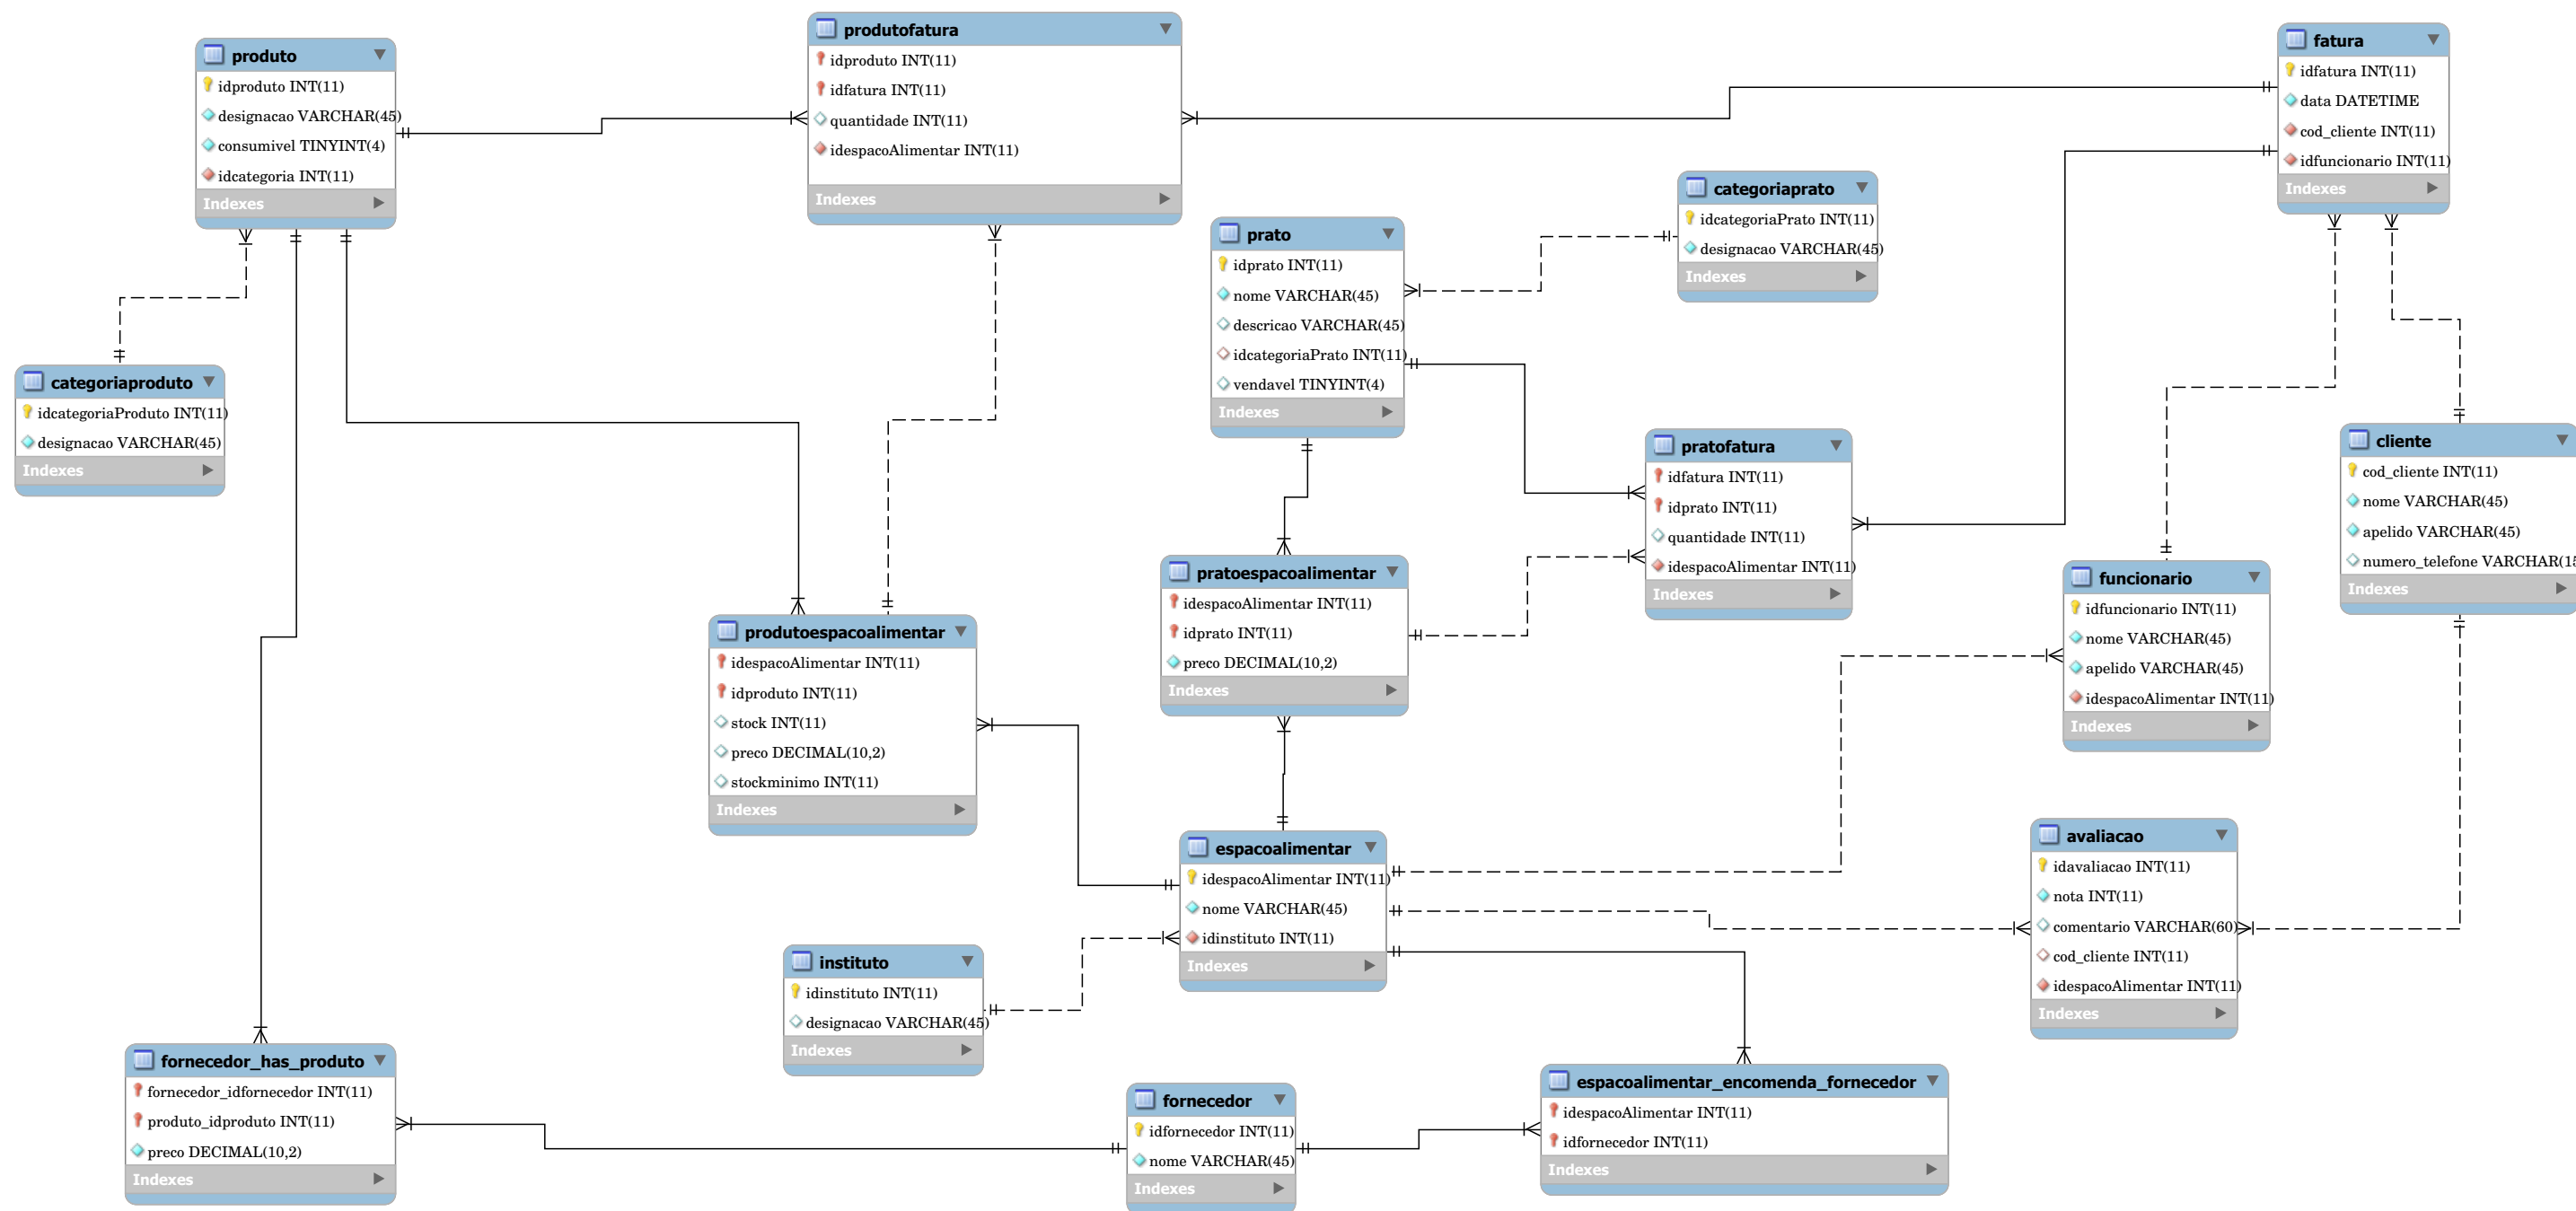 produto
idproduto INT(11)
designacao VARCHAR(45)
consumivel TINYINT(4)
idcategoria INT(11)
Indexes
produtofatura
idproduto INT(11)
idfatura INT(11)
quantidade INT(11)
idespacoAlimentar INT(11)
Indexes
fatura
idfatura INT(11)
data DATETIME
cod_cliente INT(11)
idfuncionario INT(11)
Indexes
categoriaprato
idcategoriaPrato INT(11)
designacao VARCHAR(45)
Indexes
prato
idprato INT(11)
nome VARCHAR(45)
descricao VARCHAR(45)
idcategoriaPrato INT(11)
vendavel TINYINT(4)
Indexes
categoriaproduto
idcategoriaProduto INT(11)
designacao VARCHAR(45)
Indexes
pratofatura
idfatura INT(11)
idprato INT(11)
quantidade INT(11)
idespacoAlimentar INT(11)
Indexes
cliente
cod_cliente INT(11)
nome VARCHAR(45)
apelido VARCHAR(45)
numero_telefone VARCHAR(15
Indexes
pratoespacoalimentar
idespacoAlimentar INT(11)
idprato INT(11)
preco DECIMAL(10,2)
Indexes
funcionario
idfuncionario INT(11)
nome VARCHAR(45)
apelido VARCHAR(45)
idespacoAlimentar INT(11)
Indexes
produtoespacoalimentar
idespacoAlimentar INT(11)
idproduto INT(11)
stock INT(11)
preco DECIMAL(10,2)
stockminimo INT(11)
Indexes
espacoalimentar
idespacoAlimentar INT(11)
nome VARCHAR(45)
idinstituto INT(11)
Indexes
avaliacao
idavaliacao INT(11)
nota INT(11)
comentario VARCHAR(60)
cod_cliente INT(11)
idespacoAlimentar INT(11)
Indexes
instituto
idinstituto INT(11)
designacao VARCHAR(45)
Indexes
fornecedor_has_produto
fornecedor_idfornecedor INT(11)
produto_idproduto INT(11)
preco DECIMAL(10,2)
Indexes
fornecedor
idfornecedor INT(11)
nome VARCHAR(45)
Indexes
espacoalimentar_encomenda_fornecedor
idespacoAlimentar INT(11)
idfornecedor INT(11)
Indexes